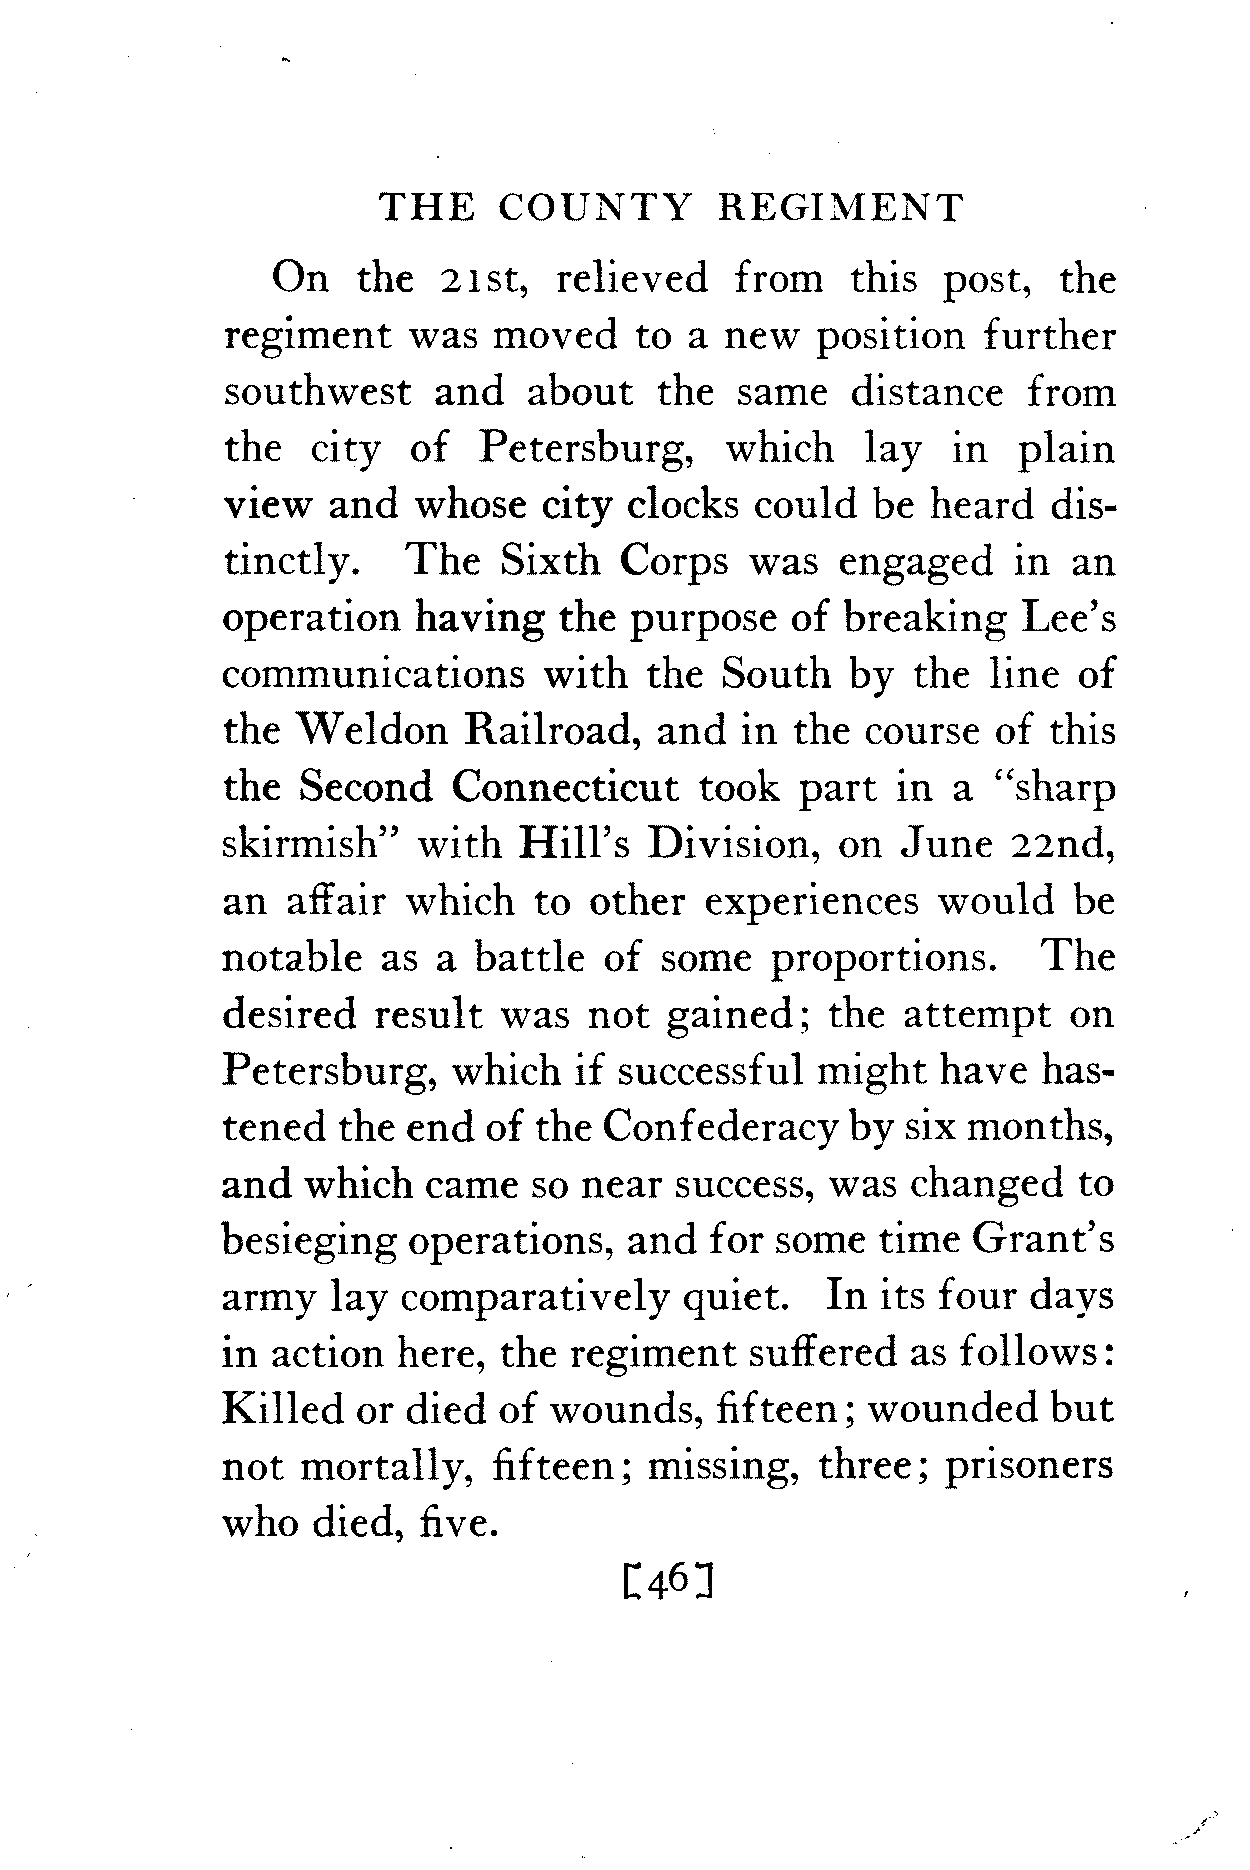 THE COUNTY REGIMENT
On the 21st, relieved from this post, the
regiment was moved to a new position further
southwest and about the same distance from
the city of Petersburg, which lay in plain
view and whose city clocks could be heard dis-
tinctly. The Sixth Corps was engaged in an
operation having the purpose of breaking Lee's
communications with the South by the line of
the Weldon Railroad, and in the course of this
the Second Connecticut took part in a “sharp
skirmish” with Hill's Division, on June 22nd,
an affair which to other experiences would be
notable as a battle of some proportions. The
desired result was not gained; the attempt on
Petersburg, which if successful might have has-
tened the end of the Confederacy by six months,
and which came so near success, was changed to
besieging operations, and for some time Grant's
army lay comparatively quiet. In its four days
in action here, the regiment suffered as follows:
Killed or died of wounds, fifteen; wounded but
not mortally, fifteen; missing, three; prisoners
who died, five.
[46]